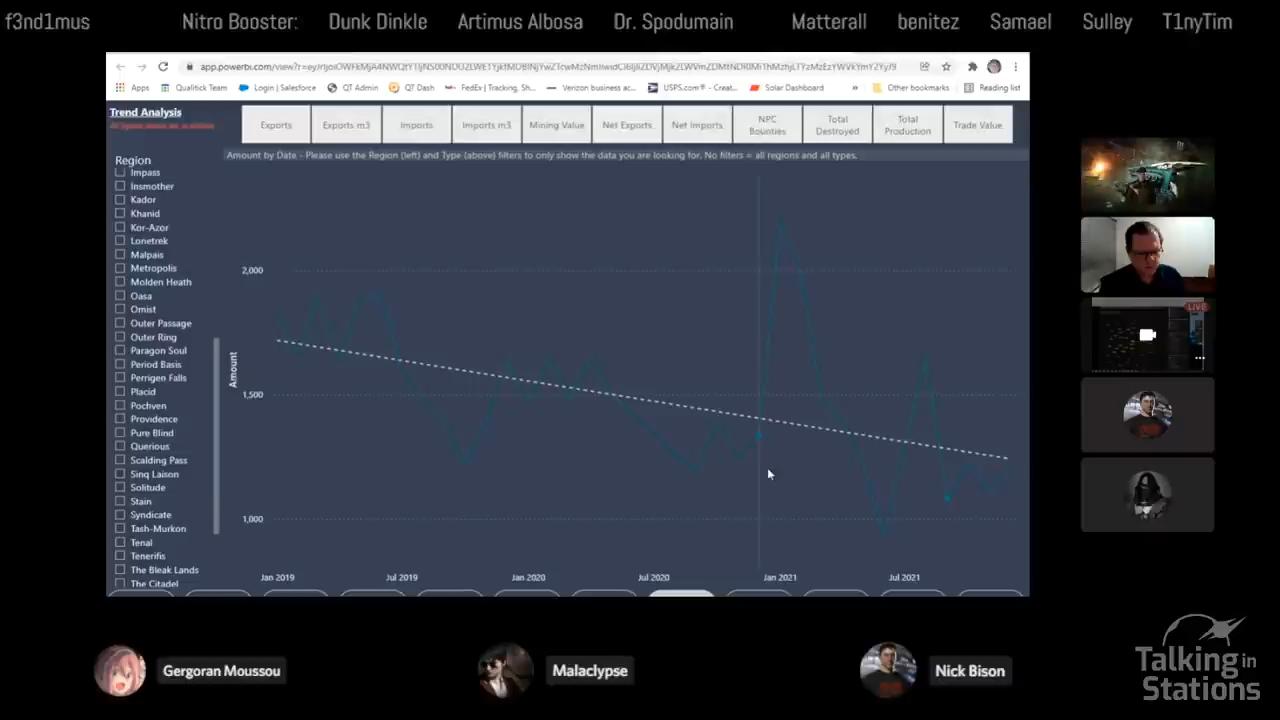 f3nd1mus Nitro Booster: Dunk Dinkle Artimus Albosa Dr. Spodumain Matterall benitez Samael Sulley T1nyTim
Apps Qualitick Team Login | Salesforce QT Admin QT Dash FedEx | Tracking, Sh... Verizon business ac... USPS.com® - Creat... Solar Dashboard » Other bookmarks Reading list
Trend Analysis
Exports
Exports m3
Imports
Imports m3
Mining Value
Net Exports
Net Imports
NPC
Bounties
Total
Destroyed
Total
Production
Trade Value
Amount by Date - Please use the Region (left) and Type (above) filters to only show the data you are looking for. No filters = all regions and all types.
Region
Impass
Insmother
Kador
Khanid
Kor-Azor
Lonetrek
Malpais
Metropolis
Molden Heath
Oasa
Omist
Outer Passage
Outer Ring
Paragon Soul
Period Basis
Perrigen Falls
Placid
Pochven
Providence
Pure Blind
Querious
Scalding Pass
Sinq Laison
Solitude
Stain
Syndicate
Tash-Murkon
Tenal
Tenerifis
The Bleak Lands
The Citadel
Amount
2,000
1,500
1,000
Jan 2019 Jul 2019 Jan 2020 Jul 2020 Jan 2021 Jul 2021
LIVE
Gergoran Moussou
Malaclypse
Nick Bison
Talking in
Stations